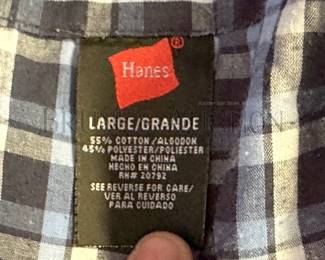 Hanes®
LARGE/GRANDE
55% COTTON/ALGODON
45% POLYESTER/POLIESTER
MADE IN CHINA
HECHO EN CHINA
RN# 20792
SEE REVERSE FOR CARE/
VER AL REVERSO
PARA CUIDADO